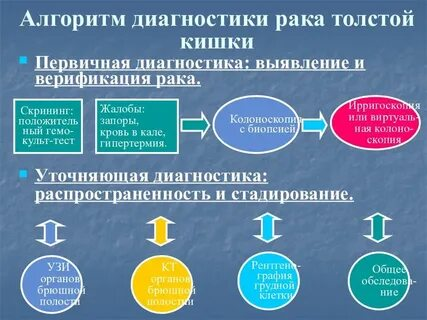 Алгоритм диагностики рака толстой
кишки
Первичная диагностика: выявление и
верификация рака.
Скрининг:
положитель
ный гемо-
культ-тест
Жалобы:
запоры,
кровь в кале,
гипертермия.
Колоноскопия
с биопсией
Ирригоскопия
или виртуаль-
ная колоно-
скопия
Уточняющая диагностика:
распространенность и стадирование.
УЗИ
органов
брюшной
полости
КТ
органов
брюшной
полостии
Рентгено-
графия
грудной
клетки
Общее
обследова-
ние